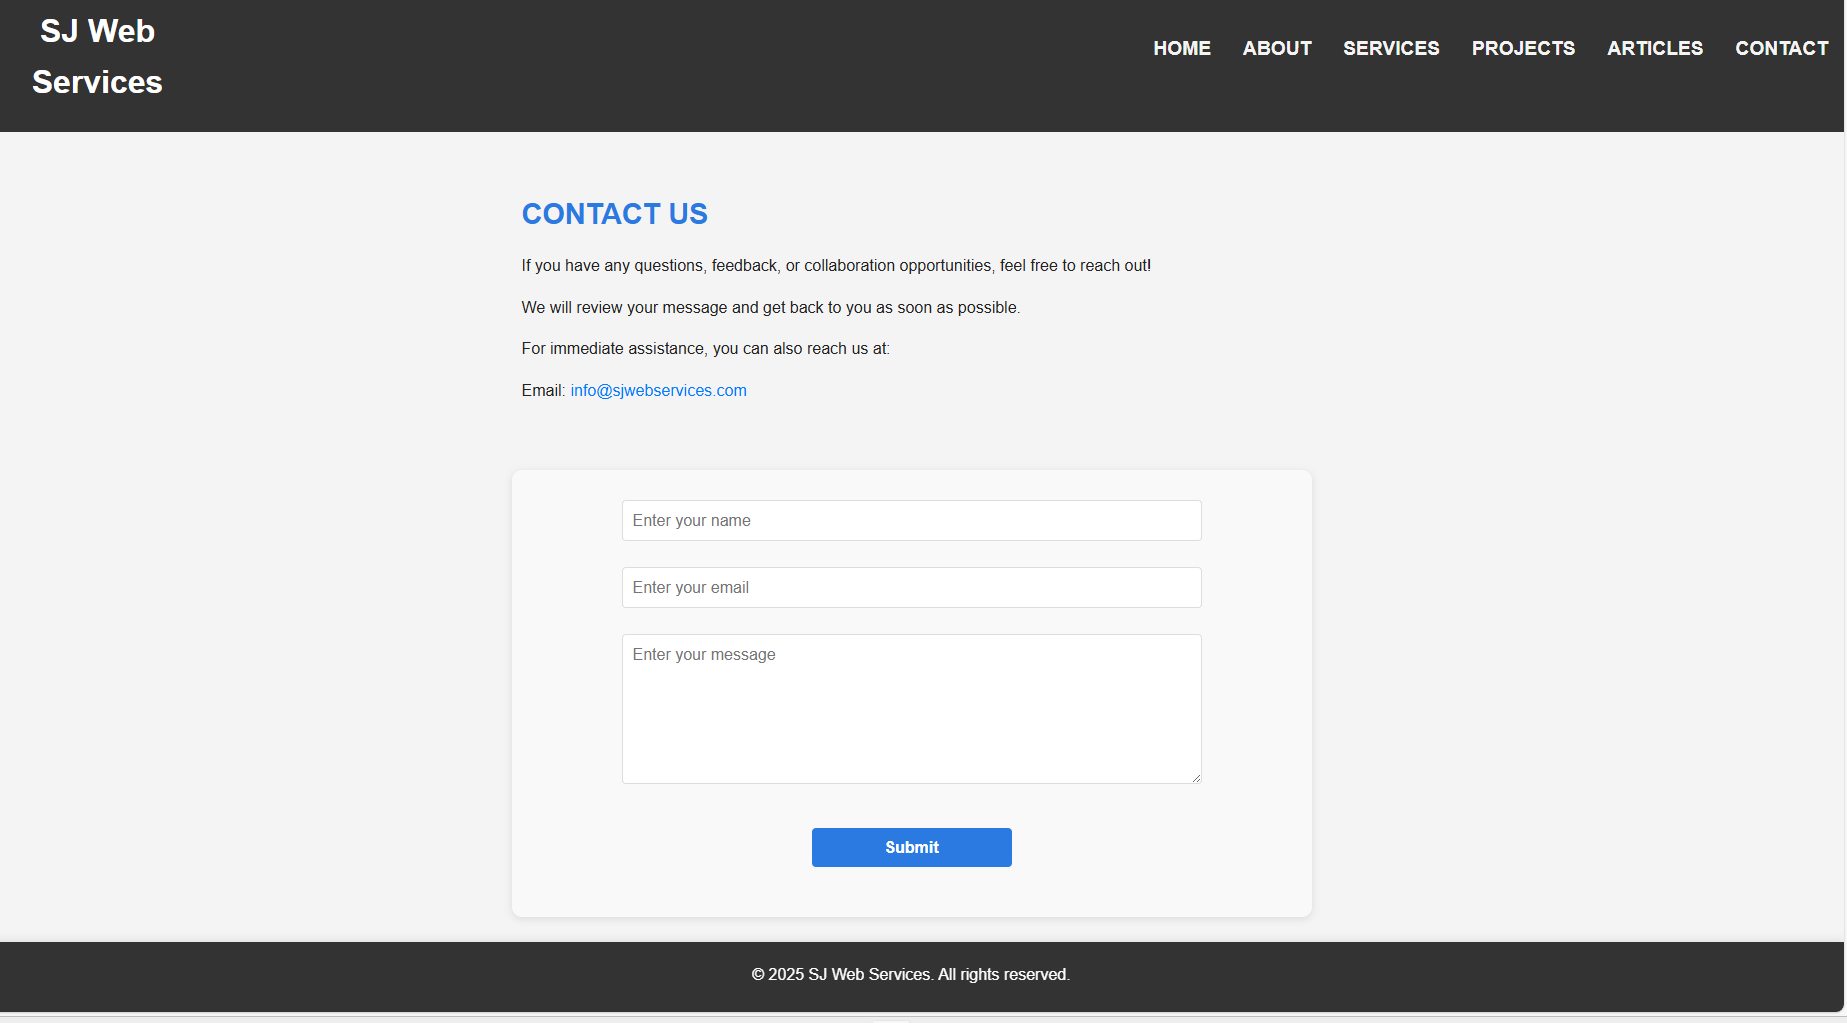 SJ Web
Services
HOME ABOUT SERVICES PROJECTS ARTICLES CONTACT
CONTACT US
If you have any questions, feedback, or collaboration opportunities, feel free to reach out!
We will review your message and get back to you as soon as possible.
For immediate assistance, you can also reach us at:
Email: info@sjwebservices.com
Enter your name
Enter your email
Enter your message
Submit
© 2025 SJ Web Services. All rights reserved.